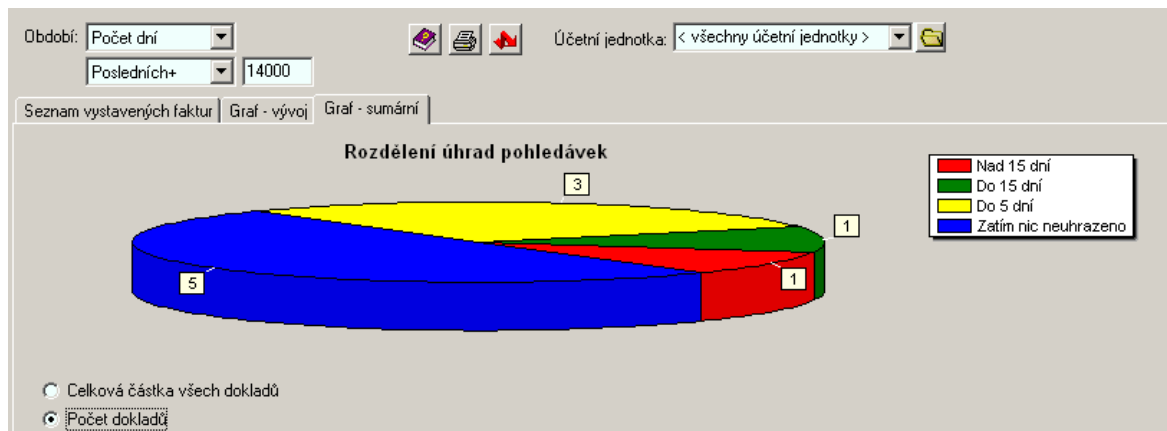 Období: Počet dní
Účetní jednotka: < všechny účetní jednotky >
Posledních+ 14000
Seznam vystavených faktur Graf - vývoj Graf - sumární
Rozdělení úhrad pohledávek
Nad 15 dní
Do 15 dní
Do 5 dní
Zatím nic neuhrazeno
3
1
1
5
Celková částka všech dokladů
Počet dokladů